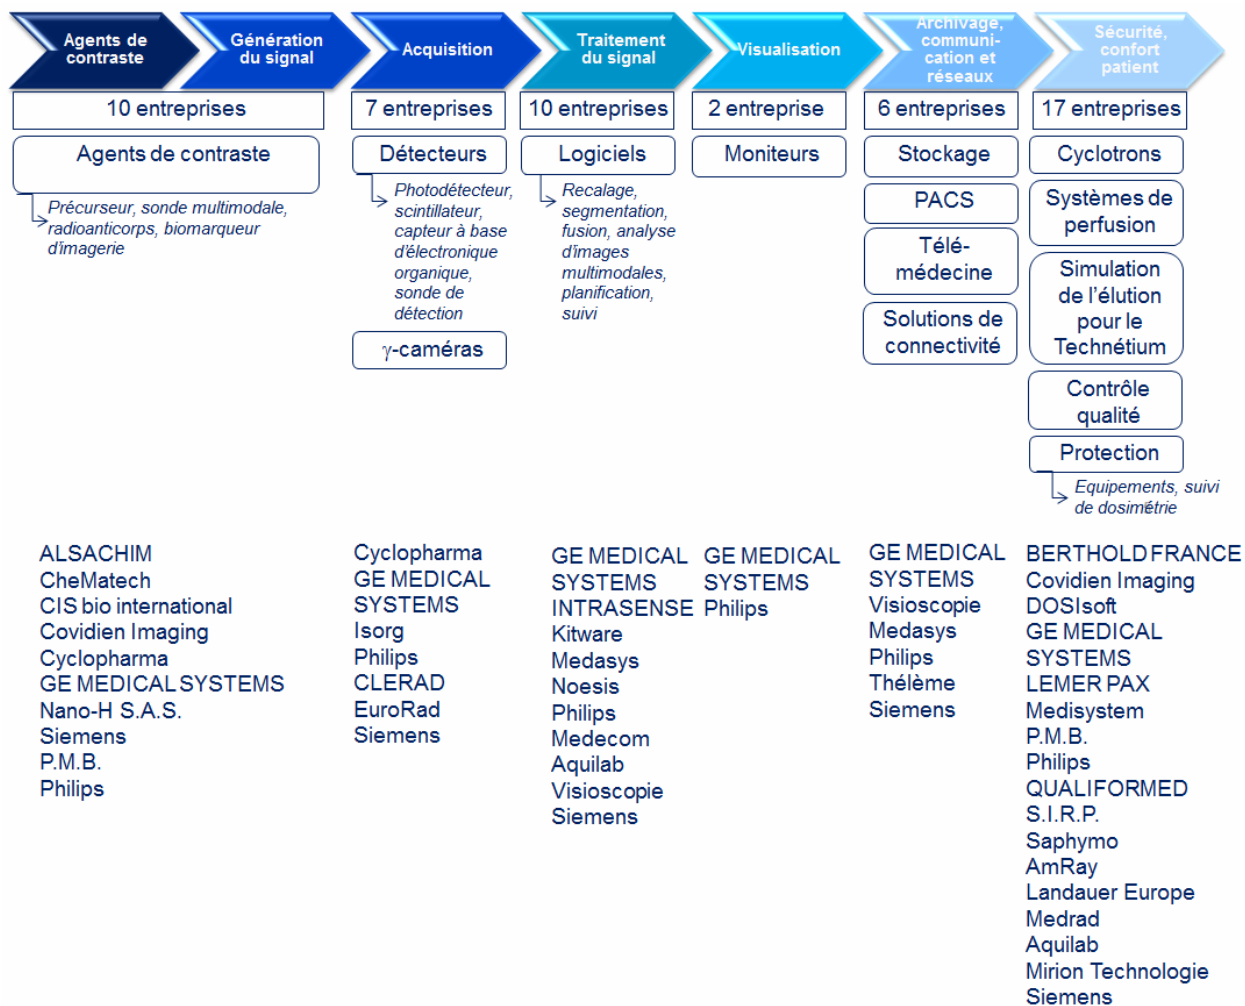 Agents de
contraste
Génération
du signal
Acquisition
Traitement
du signal
Visualisation
Archivage,
communi-
cation et
réseaux
Sécurité,
confort
patient
10 entreprises
7 entreprises
10 entreprises
2 entreprise
6 entreprises
17 entreprises
Agents de contraste
Précurseur, sonde multimodale,
radioanticorps, biomarqueur
d'imagerie
Détecteurs
Photodétecteur,
scintillateur,
capteur à base
d'électronique
organique,
sonde de
détection
γ-caméras
Logiciels
Recalage,
segmentation,
fusion, analyse
d'images
multimodales,
planification,
suivi
Moniteurs
Stockage
PACS
Télé-
médecine
Solutions de
connectivité
Cyclotrons
Systèmes de
perfusion
Simulation
de l'élution
pour le
Technétium
Contrôle
qualité
Protection
Equipements, suivi
de dosimétrie
ALSACHIM
CheMatech
CIS bio international
Covidien Imaging
Cyclopharma
GE MEDICAL SYSTEMS
Nano-H S.A.S.
Siemens
P.M.B.
Philips
Cyclopharma
GE MEDICAL
SYSTEMS
Isorg
Philips
CLERAD
EuroRad
Siemens
GE MEDICAL
SYSTEMS
INTRASENSE
Kitware
Medasys
Noesis
Philips
Medecom
Aquilab
Visioscopie
Siemens
GE MEDICAL
SYSTEMS
Philips
GE MEDICAL
SYSTEMS
Visioscopie
Medasys
Philips
Thélème
Siemens
BERTHOLD FRANCE
Covidien Imaging
DOSIsoft
GE MEDICAL
SYSTEMS
LEMER PAX
Medisystem
P.M.B.
Philips
QUALIFORMED
S.I.R.P.
Saphymo
AmRay
Landauer Europe
Medrad
Aquilab
Mirion Technologie
Siemens